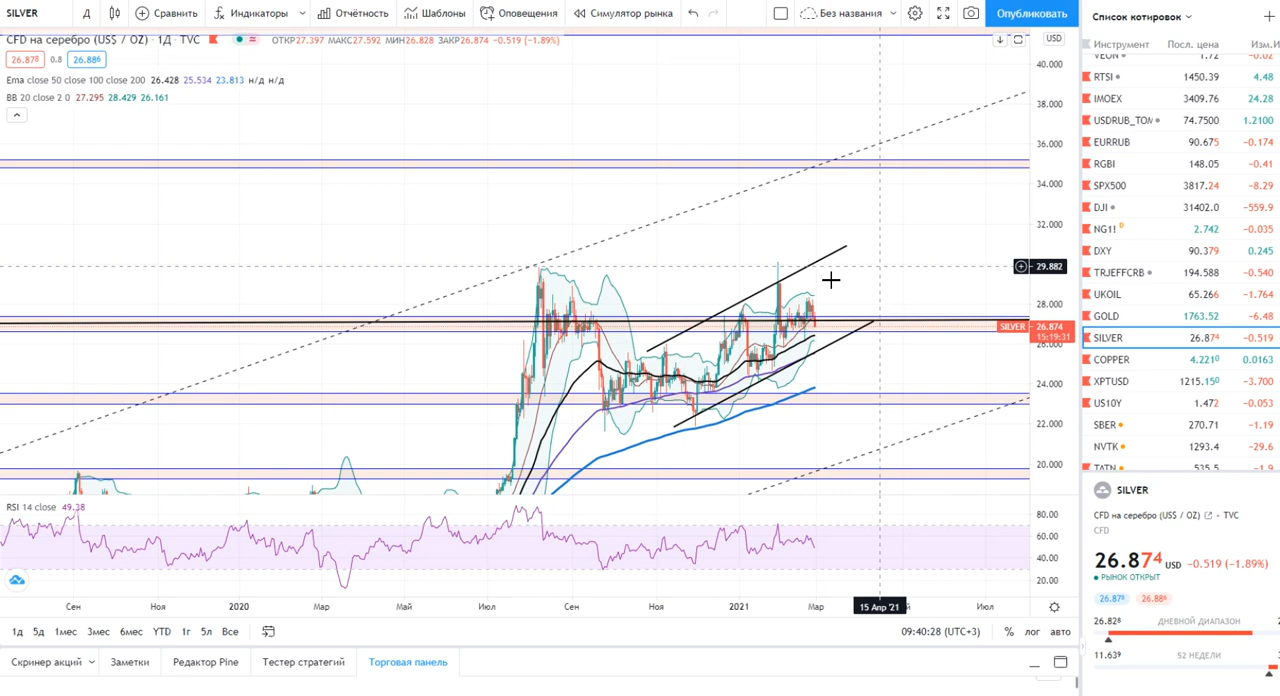 SILVER Д Сравнить Индикаторы Отчётность Шаблоны Оповещения Симулятор рынка Без названия Опубликовать
CFD на серебро (US$ / OZ) · 1Д · TVC ОТКР27.397 МАКС27.592 МИН26.828 ЗАКР26.874 -0.519 (-1.89%)
26.878 0.8 26.886
Ema close 50 close 100 close 200 26.428 25.534 23.813 н/д н/д
BB 20 close 2 0 27.295 28.429 26.161
USD
40.000
38.000
36.000
34.000
32.000
29.882
28.000
SILVER 26.874
15:19:31
26.000
24.000
22.000
20.000
RSI 14 close 49.38
80.00
60.00
40.00
20.00
Сен Ноя 2020 Мар Май Июл Сен Ноя 2021 Мар 15 Апр '21 Июл
1д 5д 1мес 3мес 6мес YTD 1г 5л Все 09:40:28 (UTC+3) % лог авто
Скринер акций Заметки Редактор Pine Тестер стратегий Торговая панель
Список котировок
Инструмент Посл. цена Изм.И
VEON 1.72 -0.02
RTSI 1450.39 4.48
IMOEX 3409.76 24.28
USDRUB_TOM 74.7500 1.2100
EURRUB 90.675 -0.174
RGBI 148.05 -0.41
SPX500 3817.24 -8.29
DJI 31402.0 -559.9
NG1! D 2.742 -0.035
DXY 90.379 0.245
TRJEFFCRB 194.588 -0.540
UKOIL 65.266 -1.764
GOLD 1763.52 -6.48
SILVER 26.874 -0.519
COPPER 4.2210 0.0163
XPTUSD 1215.150 -3.700
US10Y 1.472 -0.053
SBER 270.71 -1.19
NVTK 1293.4 -29.6
TATN 535.5 -1.9
SILVER
CFD на серебро (US$ / OZ) · TVC
CFD
26.874 USD -0.519 (-1.89%)
РЫНОК ОТКРЫТ
26.878 26.886
26.828 ДНЕВНОЙ ДИАПАЗОН
11.639 52 НЕДЕЛИ